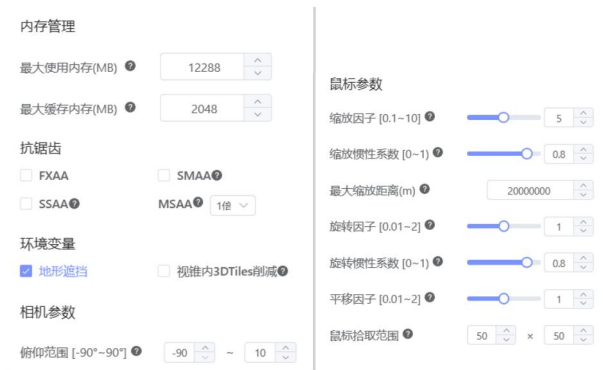 内存管理
最大使用内存(MB) ? 12288
最大缓存内存(MB) ? 2048
抗锯齿
FXAA SMAA ?
SSAA ? MSAA ? 1倍
环境变量
地形遮挡 视锥内3DTiles削减 ?
相机参数
俯仰范围 [-90°~90°] ? -90 ~ 10
鼠标参数
缩放因子 [0.1~10] ? 5
缩放惯性系数 [0~1) ? 0.8
最大缩放距离(m) ? 20000000
旋转因子 [0.01~2] ? 1
旋转惯性系数 [0~1) ? 0.8
平移因子 [0.01~2] ? 1
鼠标拾取范围 ? 50 × 50